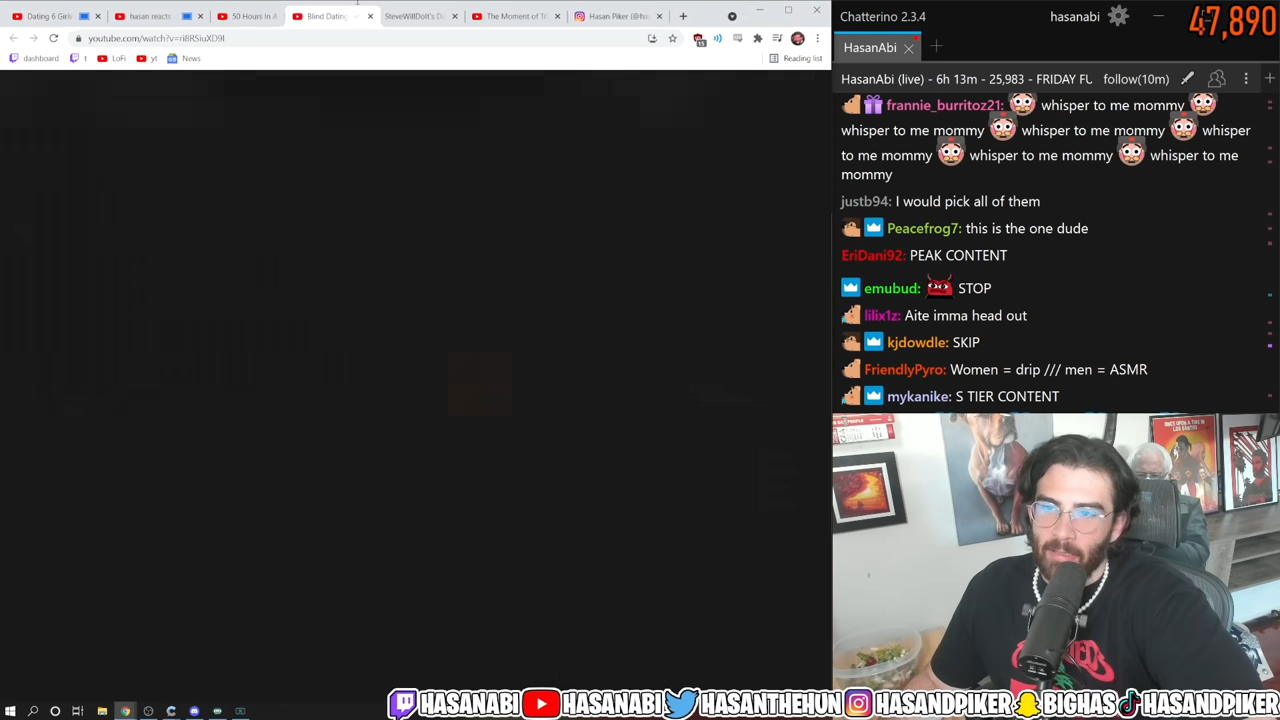 Dating 6 Girls
hasan reacts
50 Hours In A
Blind Dating
SteveWillDoIt's D
The Moment of Tr
Hasan Piker (@ha
youtube.com/watch?v=ri8RSiuXD9I
dashboard
t
LoFi
yt
News
Reading list
Chatterino 2.3.4
hasanabi
47,890
HasanAbi
HasanAbi (live) - 6h 13m - 25,983 - FRIDAY FU
follow(10m)
frannie_burritoz21: whisper to me mommy
whisper to me mommy whisper to me mommy whisper
to me mommy whisper to me mommy whisper to me
mommy
justb94: I would pick all of them
Peacefrog7: this is the one dude
EriDani92: PEAK CONTENT
emubud: STOP
lilix1z: Aite imma head out
kjdowdle: SKIP
FriendlyPyro: Women = drip /// men = ASMR
mykanike: S TIER CONTENT
HASANABI HASANABI HASANTHEHUN HASANDPIKER BIGHAS HASANDPIKER